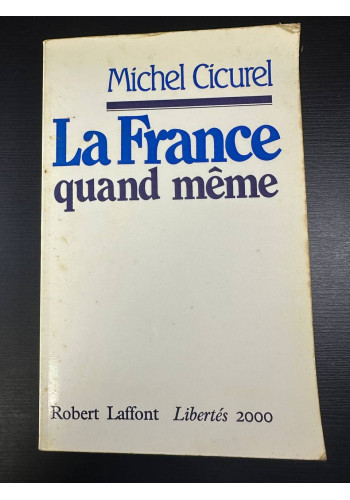 Michel Cicurel
La France
quand même
Robert Laffont Libertés 2000